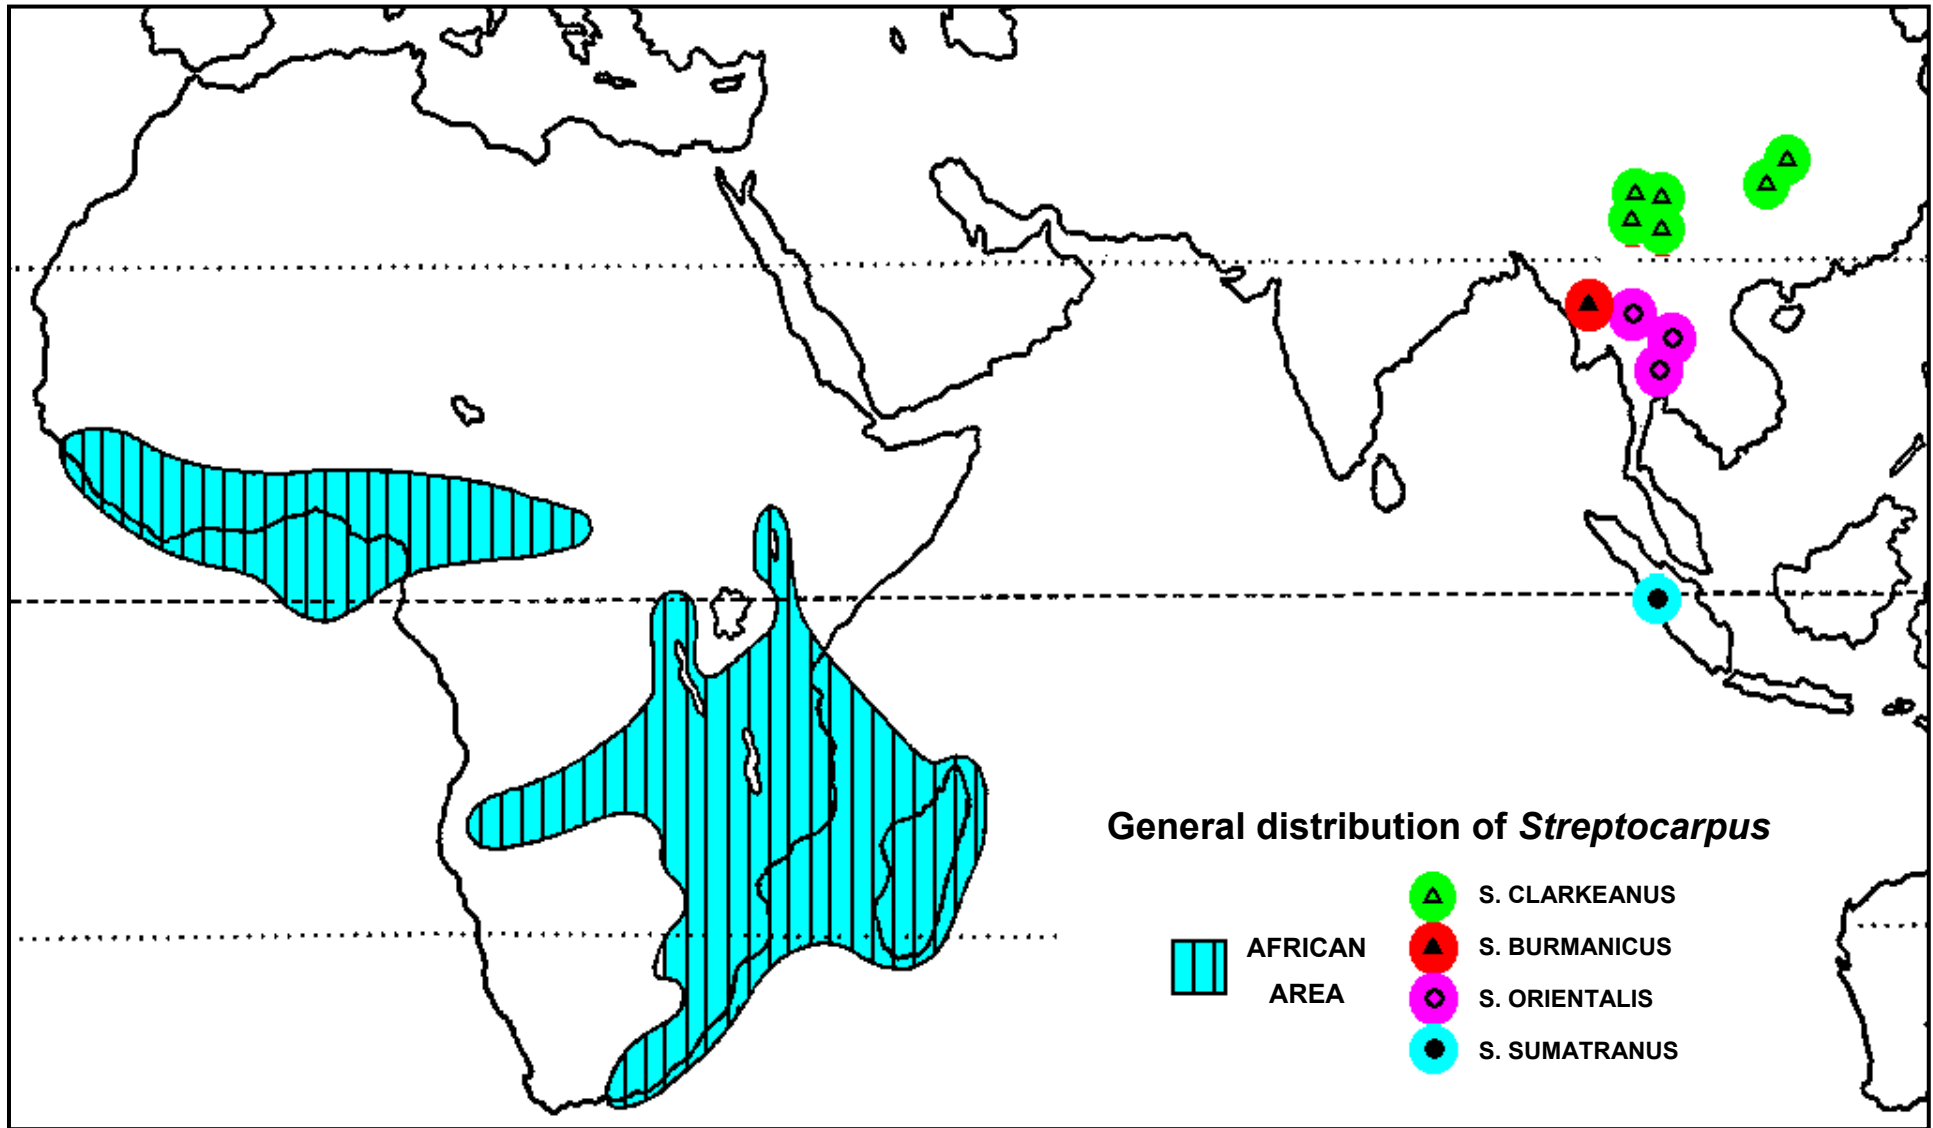 General distribution of Streptocarpus
AFRICAN
AREA
S. CLARKEANUS
S. BURMANICUS
S. ORIENTALIS
S. SUMATRANUS